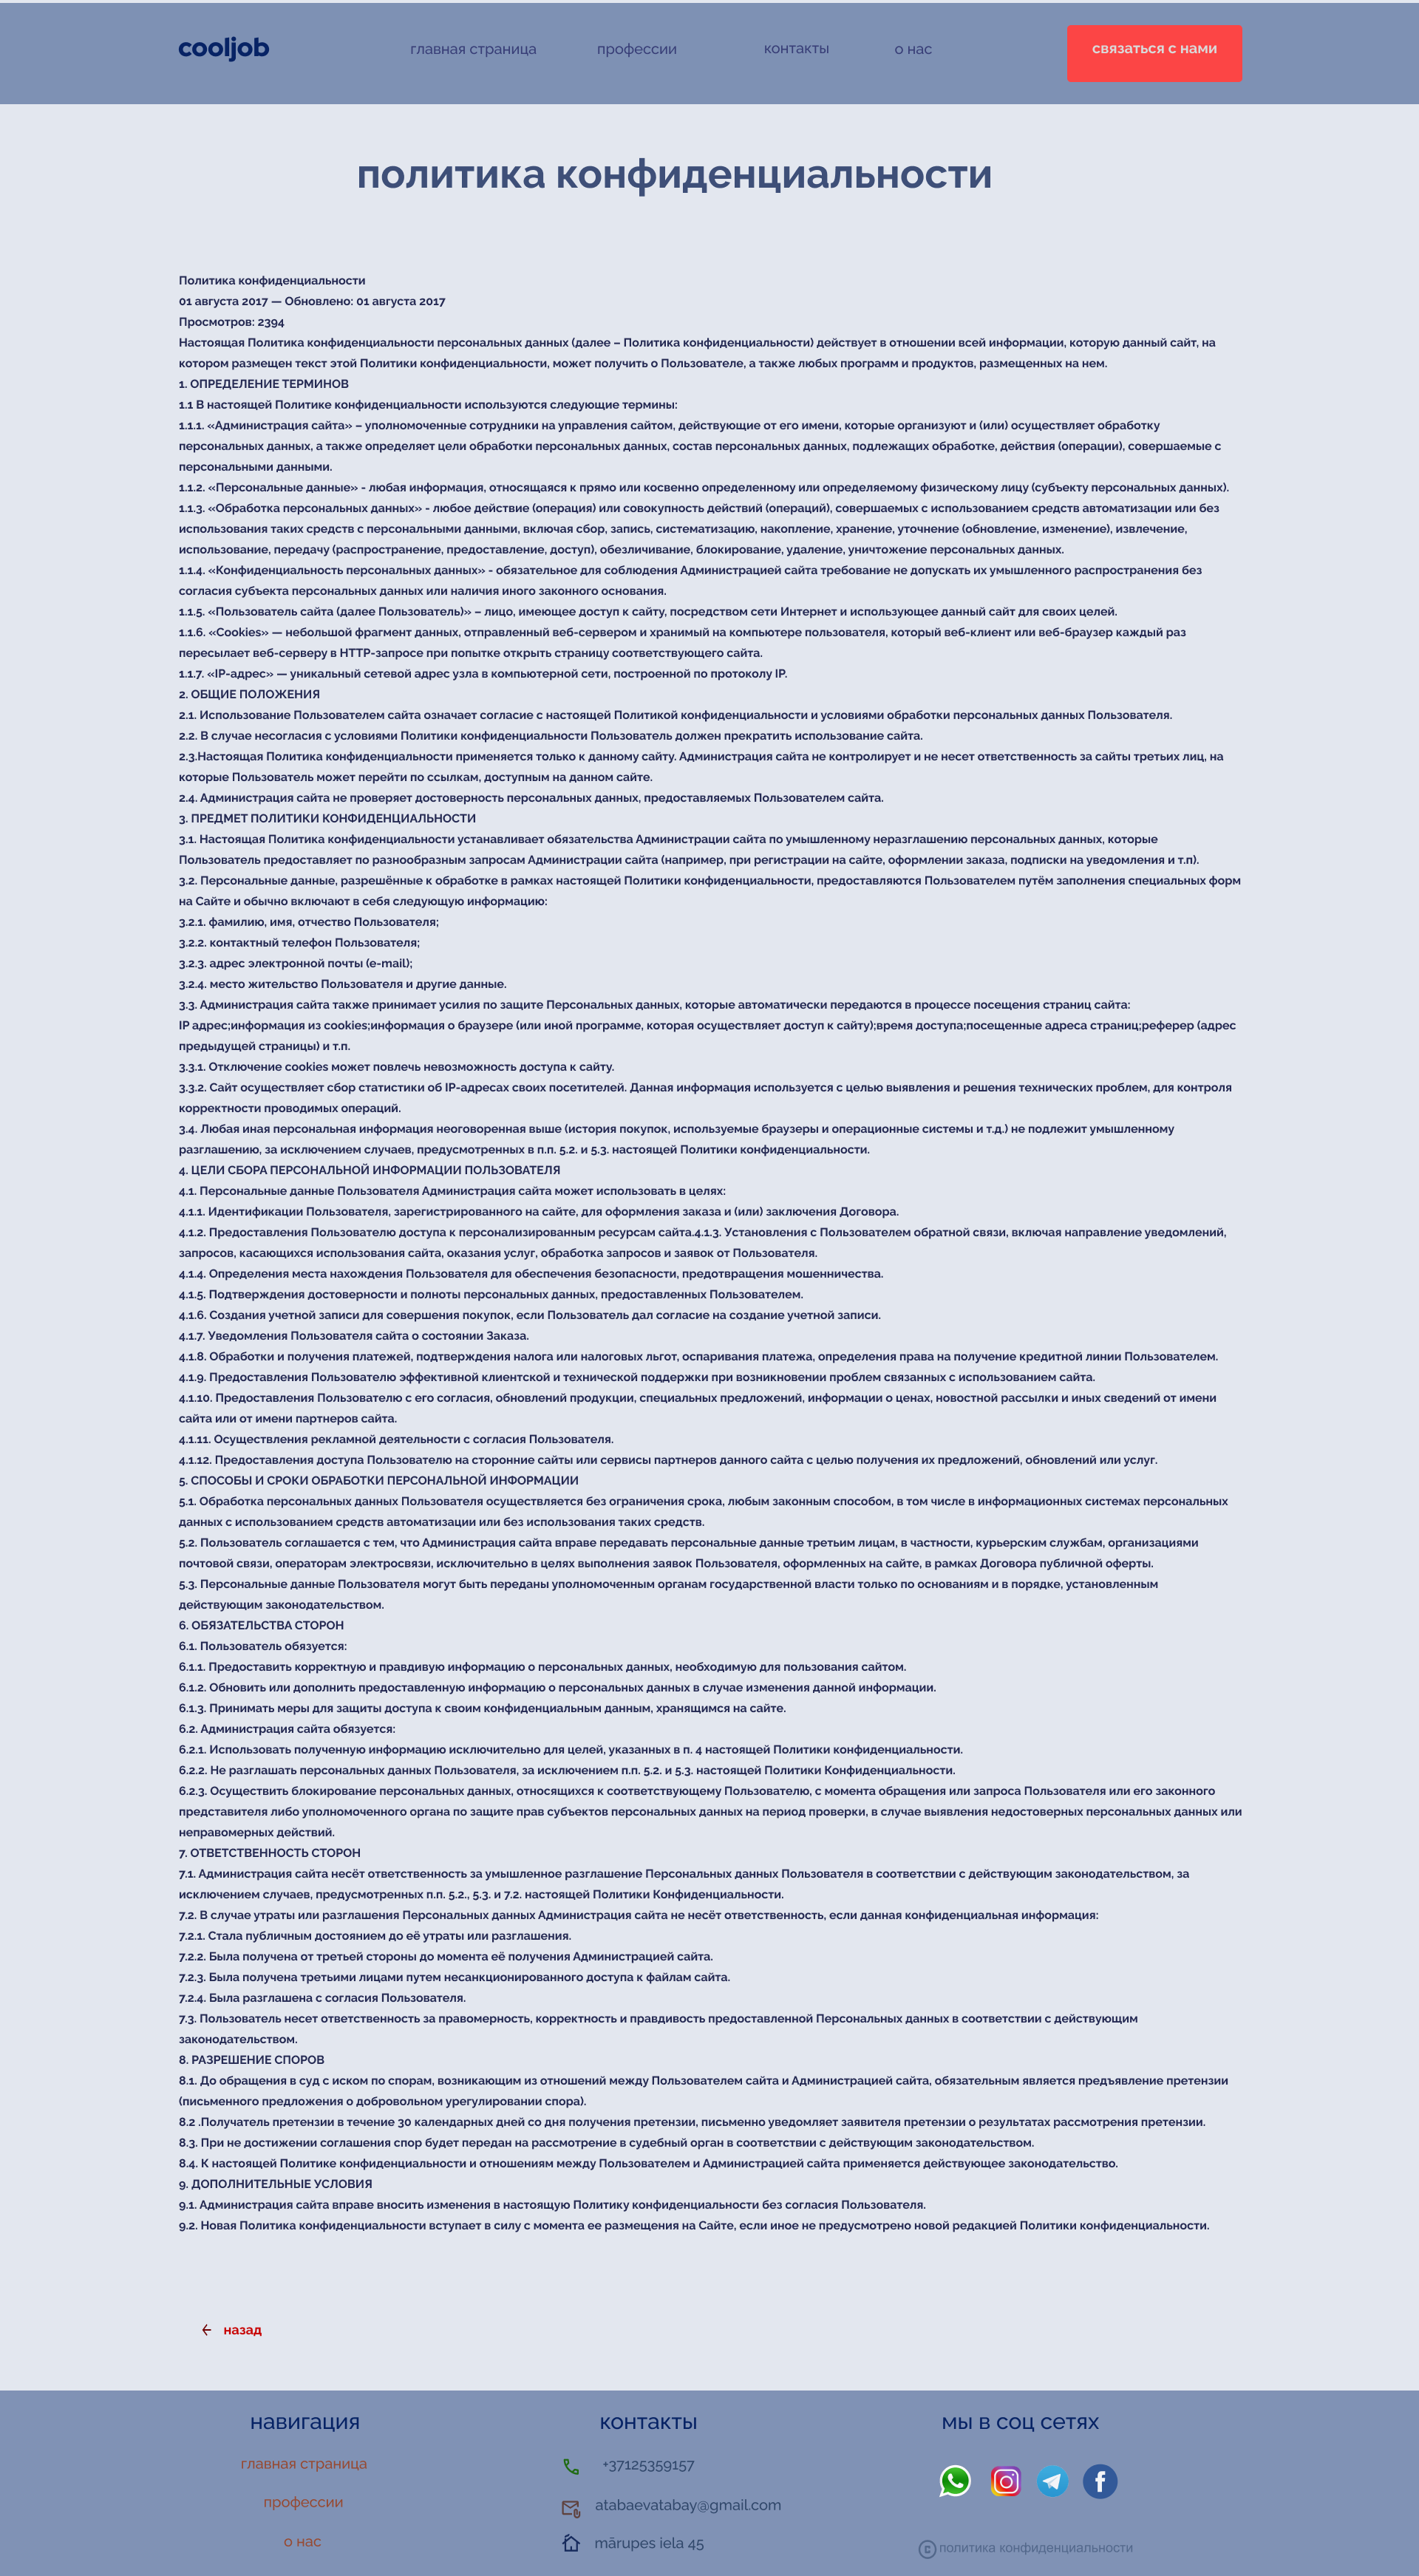 cooljob
главная страница профессии контакты о нас связаться с нами
политика конфиденциальности
Политика конфиденциальности
01 августа 2017 — Обновлено: 01 августа 2017
Просмотров: 2394
Настоящая Политика конфиденциальности персональных данных (далее – Политика конфиденциальности) действует в отношении всей информации, которую данный сайт, на
котором размещен текст этой Политики конфиденциальности, может получить о Пользователе, а также любых программ и продуктов, размещенных на нем.
1. ОПРЕДЕЛЕНИЕ ТЕРМИНОВ
1.1 В настоящей Политике конфиденциальности используются следующие термины:
1.1.1. «Администрация сайта» – уполномоченные сотрудники на управления сайтом, действующие от его имени, которые организуют и (или) осуществляет обработку
персональных данных, а также определяет цели обработки персональных данных, состав персональных данных, подлежащих обработке, действия (операции), совершаемые с
персональными данными.
1.1.2. «Персональные данные» - любая информация, относящаяся к прямо или косвенно определенному или определяемому физическому лицу (субъекту персональных данных).
1.1.3. «Обработка персональных данных» - любое действие (операция) или совокупность действий (операций), совершаемых с использованием средств автоматизации или без
использования таких средств с персональными данными, включая сбор, запись, систематизацию, накопление, хранение, уточнение (обновление, изменение), извлечение,
использование, передачу (распространение, предоставление, доступ), обезличивание, блокирование, удаление, уничтожение персональных данных.
1.1.4. «Конфиденциальность персональных данных» - обязательное для соблюдения Администрацией сайта требование не допускать их умышленного распространения без
согласия субъекта персональных данных или наличия иного законного основания.
1.1.5. «Пользователь сайта (далее Пользователь)» – лицо, имеющее доступ к сайту, посредством сети Интернет и использующее данный сайт для своих целей.
1.1.6. «Cookies» — небольшой фрагмент данных, отправленный веб-сервером и хранимый на компьютере пользователя, который веб-клиент или веб-браузер каждый раз
пересылает веб-серверу в HTTP-запросе при попытке открыть страницу соответствующего сайта.
1.1.7. «IP-адрес» — уникальный сетевой адрес узла в компьютерной сети, построенной по протоколу IP.
2. ОБЩИЕ ПОЛОЖЕНИЯ
2.1. Использование Пользователем сайта означает согласие с настоящей Политикой конфиденциальности и условиями обработки персональных данных Пользователя.
2.2. В случае несогласия с условиями Политики конфиденциальности Пользователь должен прекратить использование сайта.
2.3.Настоящая Политика конфиденциальности применяется только к данному сайту. Администрация сайта не контролирует и не несет ответственность за сайты третьих лиц, на
которые Пользователь может перейти по ссылкам, доступным на данном сайте.
2.4. Администрация сайта не проверяет достоверность персональных данных, предоставляемых Пользователем сайта.
3. ПРЕДМЕТ ПОЛИТИКИ КОНФИДЕНЦИАЛЬНОСТИ
3.1. Настоящая Политика конфиденциальности устанавливает обязательства Администрации сайта по умышленному неразглашению персональных данных, которые
Пользователь предоставляет по разнообразным запросам Администрации сайта (например, при регистрации на сайте, оформлении заказа, подписки на уведомления и т.п).
3.2. Персональные данные, разрешённые к обработке в рамках настоящей Политики конфиденциальности, предоставляются Пользователем путём заполнения специальных форм
на Сайте и обычно включают в себя следующую информацию:
3.2.1. фамилию, имя, отчество Пользователя;
3.2.2. контактный телефон Пользователя;
3.2.3. адрес электронной почты (e-mail);
3.2.4. место жительство Пользователя и другие данные.
3.3. Администрация сайта также принимает усилия по защите Персональных данных, которые автоматически передаются в процессе посещения страниц сайта:
IP адрес;информация из cookies;информация о браузере (или иной программе, которая осуществляет доступ к сайту);время доступа;посещенные адреса страниц;реферер (адрес
предыдущей страницы) и т.п.
3.3.1. Отключение cookies может повлечь невозможность доступа к сайту.
3.3.2. Сайт осуществляет сбор статистики об IP-адресах своих посетителей. Данная информация используется с целью выявления и решения технических проблем, для контроля
корректности проводимых операций.
3.4. Любая иная персональная информация неоговоренная выше (история покупок, используемые браузеры и операционные системы и т.д.) не подлежит умышленному
разглашению, за исключением случаев, предусмотренных в п.п. 5.2. и 5.3. настоящей Политики конфиденциальности.
4. ЦЕЛИ СБОРА ПЕРСОНАЛЬНОЙ ИНФОРМАЦИИ ПОЛЬЗОВАТЕЛЯ
4.1. Персональные данные Пользователя Администрация сайта может использовать в целях:
4.1.1. Идентификации Пользователя, зарегистрированного на сайте, для оформления заказа и (или) заключения Договора.
4.1.2. Предоставления Пользователю доступа к персонализированным ресурсам сайта.4.1.3. Установления с Пользователем обратной связи, включая направление уведомлений,
запросов, касающихся использования сайта, оказания услуг, обработка запросов и заявок от Пользователя.
4.1.4. Определения места нахождения Пользователя для обеспечения безопасности, предотвращения мошенничества.
4.1.5. Подтверждения достоверности и полноты персональных данных, предоставленных Пользователем.
4.1.6. Создания учетной записи для совершения покупок, если Пользователь дал согласие на создание учетной записи.
4.1.7. Уведомления Пользователя сайта о состоянии Заказа.
4.1.8. Обработки и получения платежей, подтверждения налога или налоговых льгот, оспаривания платежа, определения права на получение кредитной линии Пользователем.
4.1.9. Предоставления Пользователю эффективной клиентской и технической поддержки при возникновении проблем связанных с использованием сайта.
4.1.10. Предоставления Пользователю с его согласия, обновлений продукции, специальных предложений, информации о ценах, новостной рассылки и иных сведений от имени
сайта или от имени партнеров сайта.
4.1.11. Осуществления рекламной деятельности с согласия Пользователя.
4.1.12. Предоставления доступа Пользователю на сторонние сайты или сервисы партнеров данного сайта с целью получения их предложений, обновлений или услуг.
5. СПОСОБЫ И СРОКИ ОБРАБОТКИ ПЕРСОНАЛЬНОЙ ИНФОРМАЦИИ
5.1. Обработка персональных данных Пользователя осуществляется без ограничения срока, любым законным способом, в том числе в информационных системах персональных
данных с использованием средств автоматизации или без использования таких средств.
5.2. Пользователь соглашается с тем, что Администрация сайта вправе передавать персональные данные третьим лицам, в частности, курьерским службам, организациями
почтовой связи, операторам электросвязи, исключительно в целях выполнения заявок Пользователя, оформленных на сайте, в рамках Договора публичной оферты.
5.3. Персональные данные Пользователя могут быть переданы уполномоченным органам государственной власти только по основаниям и в порядке, установленным
действующим законодательством.
6. ОБЯЗАТЕЛЬСТВА СТОРОН
6.1. Пользователь обязуется:
6.1.1. Предоставить корректную и правдивую информацию о персональных данных, необходимую для пользования сайтом.
6.1.2. Обновить или дополнить предоставленную информацию о персональных данных в случае изменения данной информации.
6.1.3. Принимать меры для защиты доступа к своим конфиденциальным данным, хранящимся на сайте.
6.2. Администрация сайта обязуется:
6.2.1. Использовать полученную информацию исключительно для целей, указанных в п. 4 настоящей Политики конфиденциальности.
6.2.2. Не разглашать персональных данных Пользователя, за исключением п.п. 5.2. и 5.3. настоящей Политики Конфиденциальности.
6.2.3. Осуществить блокирование персональных данных, относящихся к соответствующему Пользователю, с момента обращения или запроса Пользователя или его законного
представителя либо уполномоченного органа по защите прав субъектов персональных данных на период проверки, в случае выявления недостоверных персональных данных или
неправомерных действий.
7. ОТВЕТСТВЕННОСТЬ СТОРОН
7.1. Администрация сайта несёт ответственность за умышленное разглашение Персональных данных Пользователя в соответствии с действующим законодательством, за
исключением случаев, предусмотренных п.п. 5.2., 5.3. и 7.2. настоящей Политики Конфиденциальности.
7.2. В случае утраты или разглашения Персональных данных Администрация сайта не несёт ответственность, если данная конфиденциальная информация:
7.2.1. Стала публичным достоянием до её утраты или разглашения.
7.2.2. Была получена от третьей стороны до момента её получения Администрацией сайта.
7.2.3. Была получена третьими лицами путем несанкционированного доступа к файлам сайта.
7.2.4. Была разглашена с согласия Пользователя.
7.3. Пользователь несет ответственность за правомерность, корректность и правдивость предоставленной Персональных данных в соответствии с действующим
законодательством.
8. РАЗРЕШЕНИЕ СПОРОВ
8.1. До обращения в суд с иском по спорам, возникающим из отношений между Пользователем сайта и Администрацией сайта, обязательным является предъявление претензии
(письменного предложения о добровольном урегулировании спора).
8.2 .Получатель претензии в течение 30 календарных дней со дня получения претензии, письменно уведомляет заявителя претензии о результатах рассмотрения претензии.
8.3. При не достижении соглашения спор будет передан на рассмотрение в судебный орган в соответствии с действующим законодательством.
8.4. К настоящей Политике конфиденциальности и отношениям между Пользователем и Администрацией сайта применяется действующее законодательство.
9. ДОПОЛНИТЕЛЬНЫЕ УСЛОВИЯ
9.1. Администрация сайта вправе вносить изменения в настоящую Политику конфиденциальности без согласия Пользователя.
9.2. Новая Политика конфиденциальности вступает в силу с момента ее размещения на Сайте, если иное не предусмотрено новой редакцией Политики конфиденциальности.
назад
навигация
главная страница
профессии
о нас
контакты
+37125359157
atabaevatabay@gmail.com
mārupes iela 45
мы в соц сетях
© политика конфиденциальности